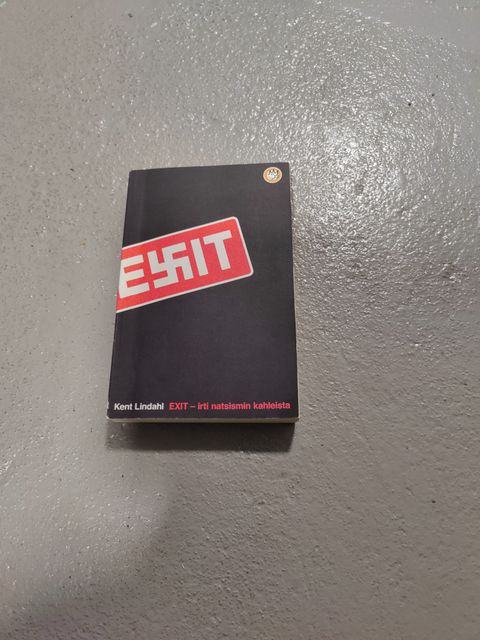 EXIT
Kent Lindahl EXIT – irti natsismin kahleista